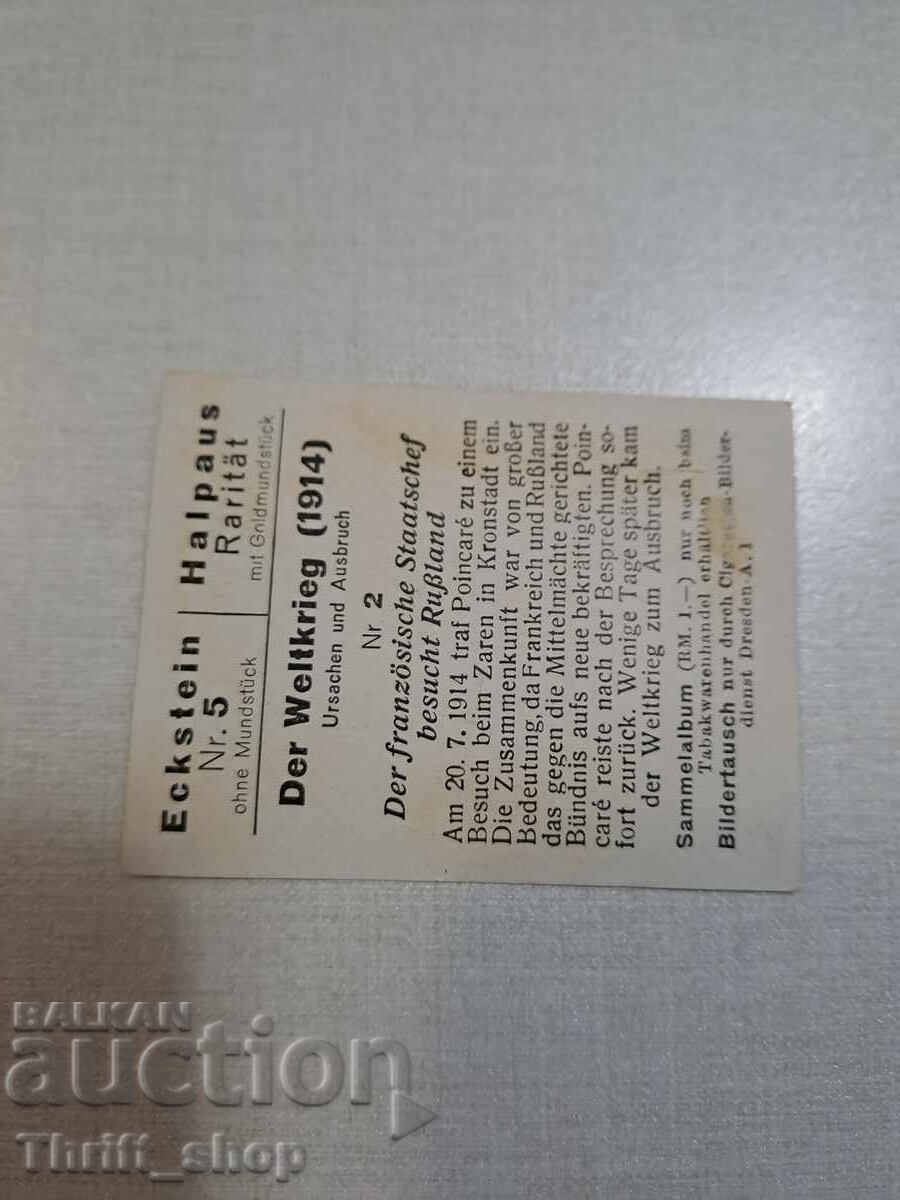 Eckstein
Nr. 5
ohne Mundstück
Halpaus
Rarität
mit Goldmundstück
Der Weltkrieg (1914)
Ursachen und Ausbruch
Nr 2
Der französische Staatschef
besucht Rußland
Am 20. 7. 1914 traf Poincaré zu einem
Besuch beim Zaren in Kronstadt ein.
Die Zusammenkunft war von großer
Bedeutung, da Frankreich und Rußland
das gegen die Mittelmächte gerichtete
Bündnis aufs neue bekräftigten. Poin-
caré reiste nach der Besprechung so-
fort zurück. Wenige Tage später kam
der Weltkrieg zum Ausbruch.
Sammelalbum (RM. 1.—) nur noch beim
Tabakwarenhandel erhältlich
Bildertausch nur durch Cigaretten-Bilder-
dienst Dresden-A. 1
BALKAN
auction
Thrift_shop